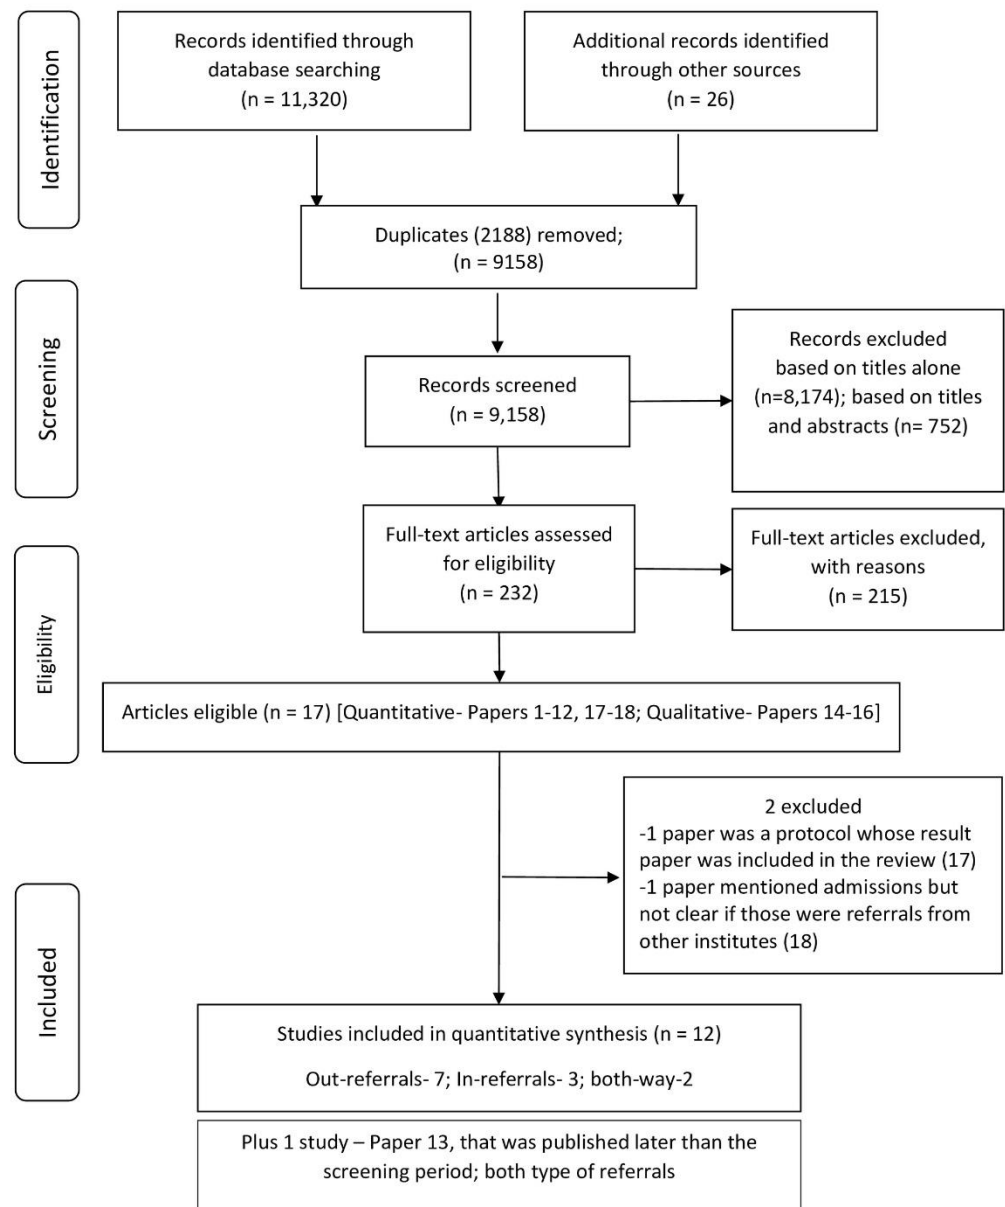 Identification
Records identified through
database searching
(n = 11,320)
Additional records identified
through other sources
(n = 26)
Duplicates (2188) removed;
(n = 9158)
Screening
Records screened
(n = 9,158)
Records excluded
based on titles alone
(n=8,174); based on titles
and abstracts (n= 752)
Eligibility
Full-text articles assessed
for eligibility
(n = 232)
Full-text articles excluded,
with reasons
(n = 215)
Articles eligible (n = 17) [Quantitative- Papers 1-12, 17-18; Qualitative- Papers 14-16]
2 excluded
-1 paper was a protocol whose result
paper was included in the review (17)
-1 paper mentioned admissions but
not clear if those were referrals from
other institutes (18)
Included
Studies included in quantitative synthesis (n = 12)
Out-referrals- 7; In-referrals- 3; both-way-2
Plus 1 study – Paper 13, that was published later than the
screening period; both type of referrals